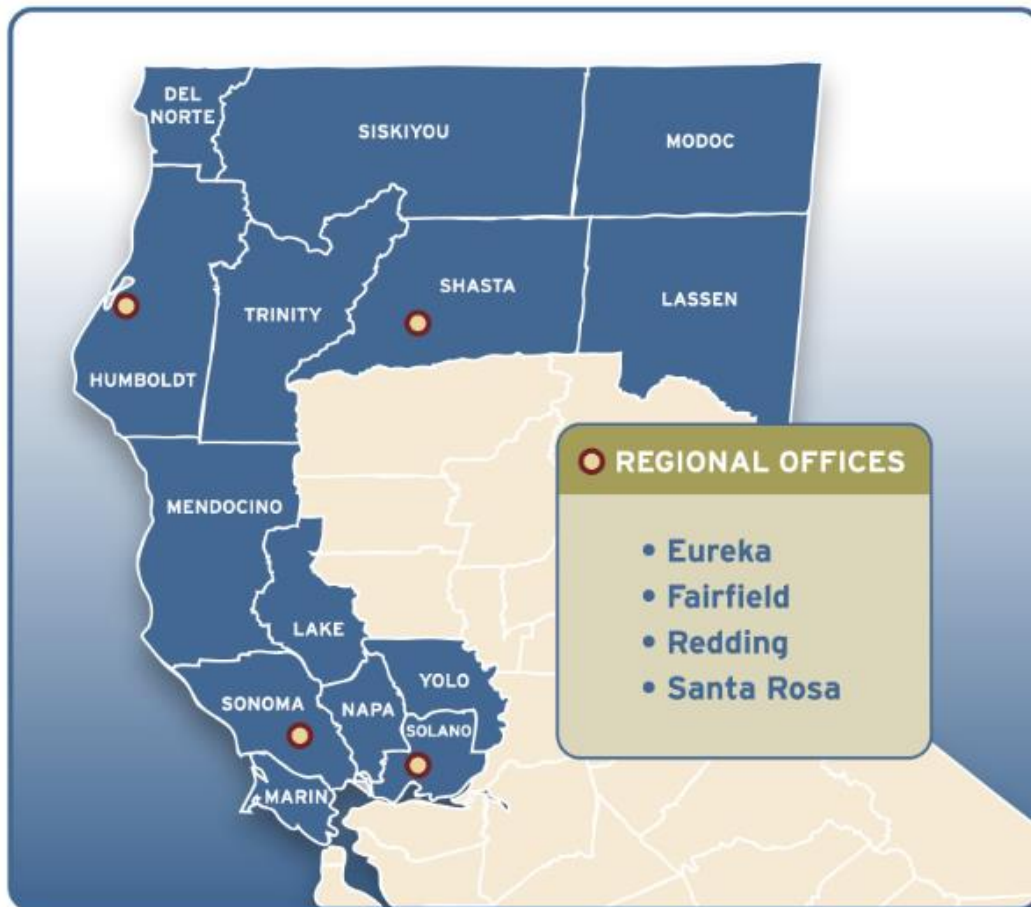 DEL
NORTE
SISKIYOU
MODOC
SHASTA
LASSEN
TRINITY
HUMBOLDT
REGIONAL OFFICES
MENDOCINO
• Eureka
• Fairfield
• Redding
• Santa Rosa
LAKE
YOLO
SONOMA
NAPA
SOLANO
MARIN